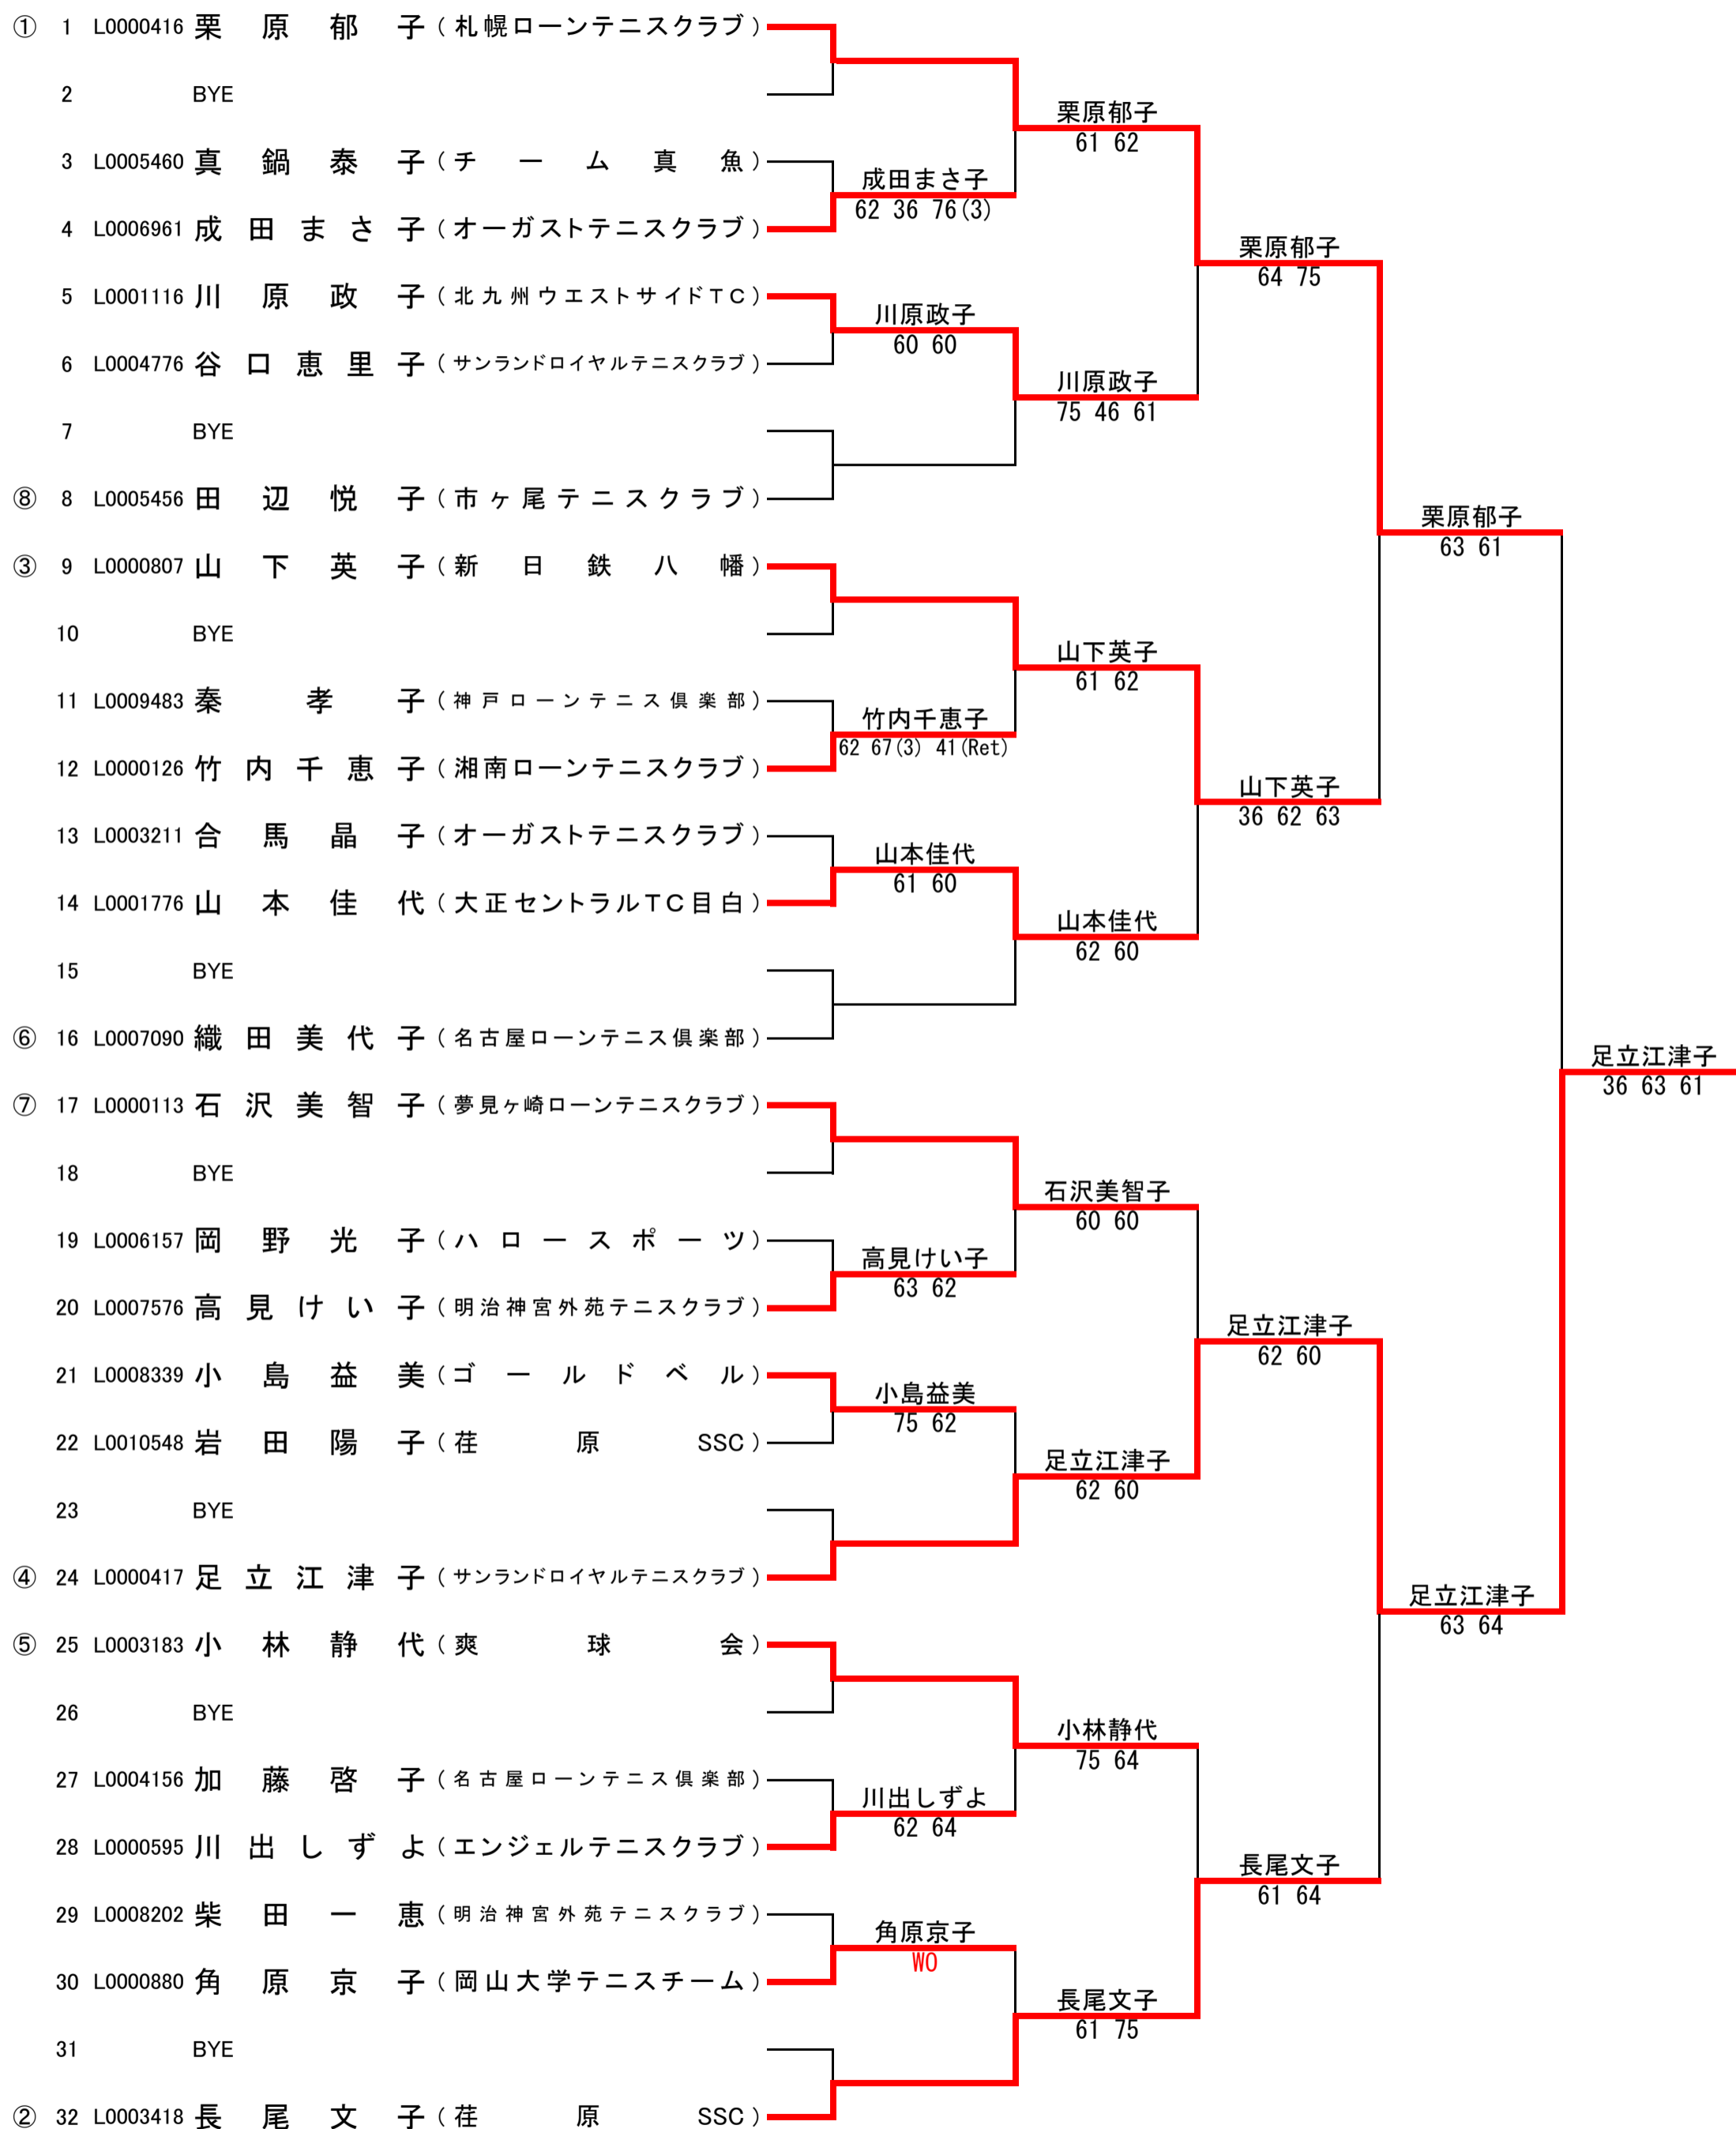 ① 1 L0000416 栗原郁子(札幌ローンテニスクラブ)
2 BYE
栗原郁子
61 62
3 L0005460 真鍋泰子(チーム真魚)
成田まさ子
62 36 76(3)
4 L0006961 成田まさ子(オーガストテニスクラブ)
栗原郁子
64 75
5 L0001116 川原政子(北九州ウエストサイドTC)
川原政子
60 60
6 L0004776 谷口恵里子(サンランドロイヤルテニスクラブ)
川原政子
75 46 61
7 BYE
⑧ 8 L0005456 田辺悦子(市ヶ尾テニスクラブ)
栗原郁子
63 61
③ 9 L0000807 山下英子(新日鉄八幡)
10 BYE
山下英子
61 62
11 L0009483 秦孝子(神戸ローンテニス倶楽部)
竹内千恵子
62 67(3) 41(Ret)
12 L0000126 竹内千恵子(湘南ローンテニスクラブ)
山下英子
36 62 63
13 L0003211 合馬晶子(オーガストテニスクラブ)
山本佳代
61 60
14 L0001776 山本佳代(大正セントラルTC目白)
山本佳代
62 60
15 BYE
⑥ 16 L0007090 織田美代子(名古屋ローンテニス倶楽部)
足立江津子
36 63 61
⑦ 17 L0000113 石沢美智子(夢見ヶ崎ローンテニスクラブ)
18 BYE
石沢美智子
60 60
19 L0006157 岡野光子(ハロースポーツ)
高見けい子
63 62
20 L0007576 高見けい子(明治神宮外苑テニスクラブ)
足立江津子
62 60
21 L0008339 小島益美(ゴールドベル)
小島益美
75 62
22 L0010548 岩田陽子(荏原SSC)
足立江津子
62 60
23 BYE
④ 24 L0000417 足立江津子(サンランドロイヤルテニスクラブ)
足立江津子
63 64
⑤ 25 L0003183 小林静代(爽球会)
26 BYE
小林静代
75 64
27 L0004156 加藤啓子(名古屋ローンテニス倶楽部)
川出しずよ
62 64
28 L0000595 川出しずよ(エンジェルテニスクラブ)
長尾文子
61 64
29 L0008202 柴田一恵(明治神宮外苑テニスクラブ)
角原京子
WO
30 L0000880 角原京子(岡山大学テニスチーム)
長尾文子
61 75
31 BYE
② 32 L0003418 長尾文子(荏原SSC)